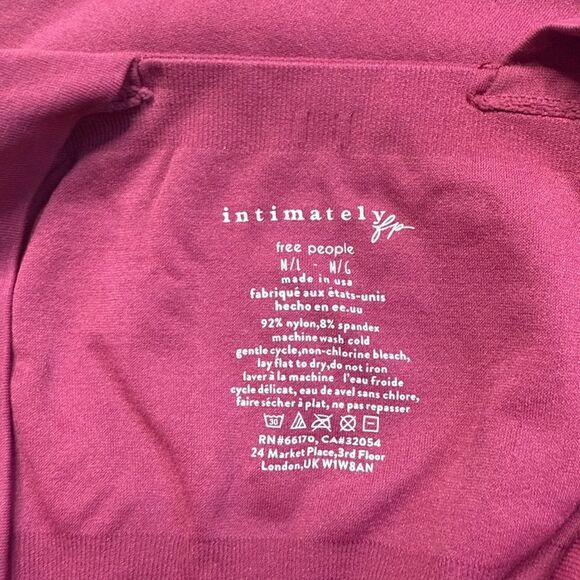 intimately
fp
free people
M/L - M/G
made in usa
fabriqué aux états-unis
hecho en ee.uu
92% nylon,8% spandex
machine wash cold
gentle cycle,non-chlorine bleach,
lay flat to dry,do not iron
laver à la machine l'eau froide
cycle délicat, eau de avel sans chlore,
faire sécher à plat, ne pas repasser
30
RN#66170, CA#32054
24 Market Place,3rd Floor
London,UK W1W8AN